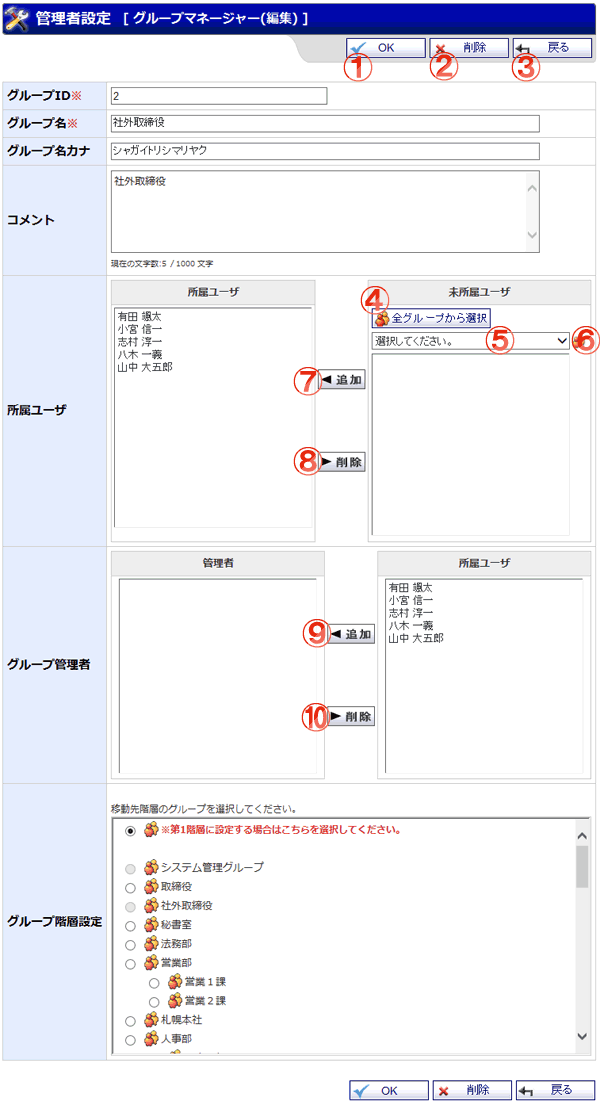 管理者設定 [ グループマネージャー(編集) ]
OK 削除 戻る
① ② ③
グループID※ 2
グループ名※ 社外取締役
グループ名カナ シャガイトリシマリヤク
コメント
社外取締役
現在の文字数:5 / 1000 文字
所属ユーザ
所属ユーザ
有田 颯太
小宮 信一
志村 淳一
八木 一義
山中 大五郎
⑦ 追加
⑧ 削除
未所属ユーザ
④
全グループから選択
選択してください。 ⑤ ⑥
グループ管理者
管理者
⑨ 追加
⑩ 削除
所属ユーザ
有田 颯太
小宮 信一
志村 淳一
八木 一義
山中 大五郎
グループ階層設定
移動先階層のグループを選択してください。
※第1階層に設定する場合はこちらを選択してください。
システム管理グループ
取締役
社外取締役
秘書室
法務部
営業部
営業1課
営業2課
札幌本社
人事部
OK 削除 戻る